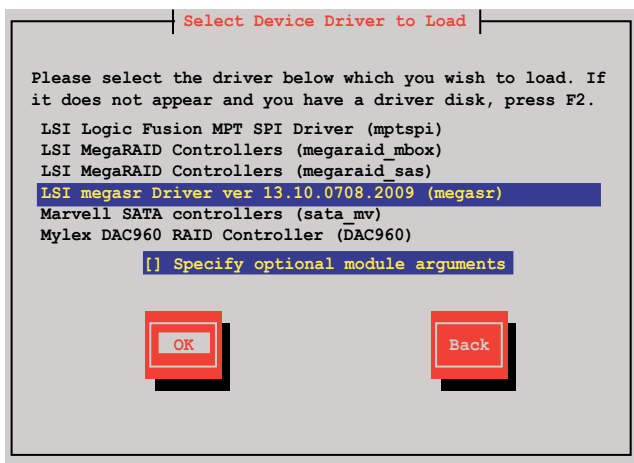 Select Device Driver to Load
Please select the driver below which you wish to load. If
it does not appear and you have a driver disk, press F2.
LSI Logic Fusion MPT SPI Driver (mptspi)
LSI MegaRAID Controllers (megaraid_mbox)
LSI MegaRAID Controllers (megaraid_sas)
LSI megasr Driver ver 13.10.0708.2009 (megasr)
Marvell SATA controllers (sata_mv)
Mylex DAC960 RAID Controller (DAC960)
[] Specify optional module arguments
OK Back